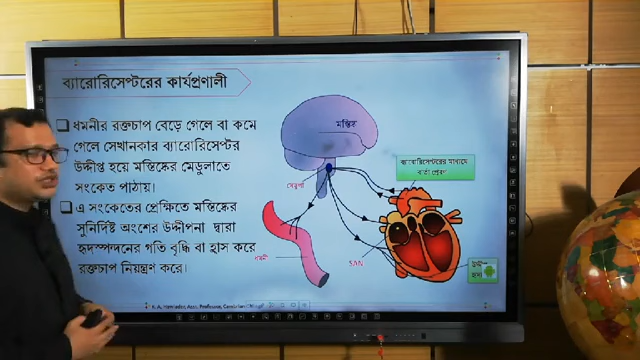 ব্যারোরিসেপ্টরের কার্যপ্রণালী
ধমনীর রক্তচাপ বেড়ে গেলে বা কমে
গেলে সেখানকার ব্যারোরিসেপ্টর
উদ্দীপ্ত হয়ে মস্তিষ্কের মেডুলাতে
সংকেত পাঠায়।
এ সংকেতের প্রেক্ষিতে মস্তিষ্কের
সুনির্দিষ্ট অংশের উদ্দীপনা দ্বারা
হৃদস্পন্দনের গতি বৃদ্ধি বা হ্রাস করে
রক্তচাপ নিয়ন্ত্রণ করে।
মস্তিষ্ক
ব্যারোরিসেপ্টরের মাধ্যমে
বার্তা প্রেরণ
ধমনী
SAN